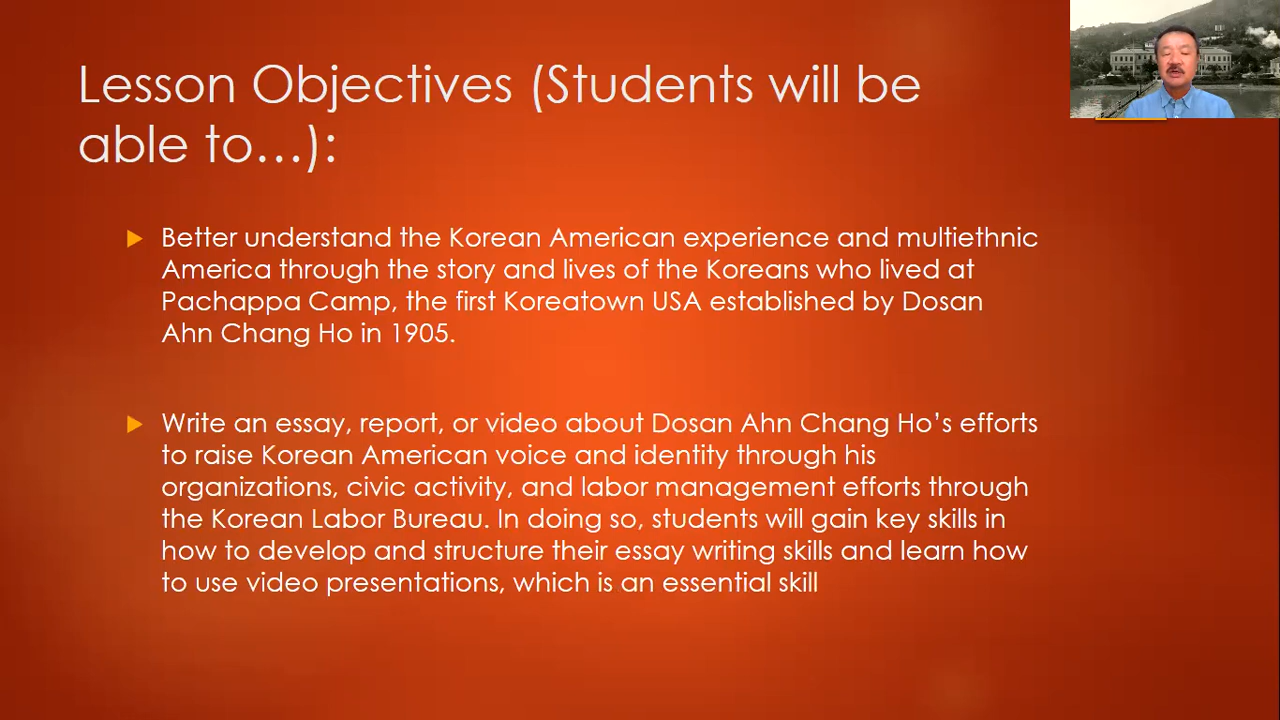 Lesson Objectives (Students will be
able to…):
Better understand the Korean American experience and multiethnic
America through the story and lives of the Koreans who lived at
Pachappa Camp, the first Koreatown USA established by Dosan
Ahn Chang Ho in 1905.
Write an essay, report, or video about Dosan Ahn Chang Ho’s efforts
to raise Korean American voice and identity through his
organizations, civic activity, and labor management efforts through
the Korean Labor Bureau. In doing so, students will gain key skills in
how to develop and structure their essay writing skills and learn how
to use video presentations, which is an essential skill